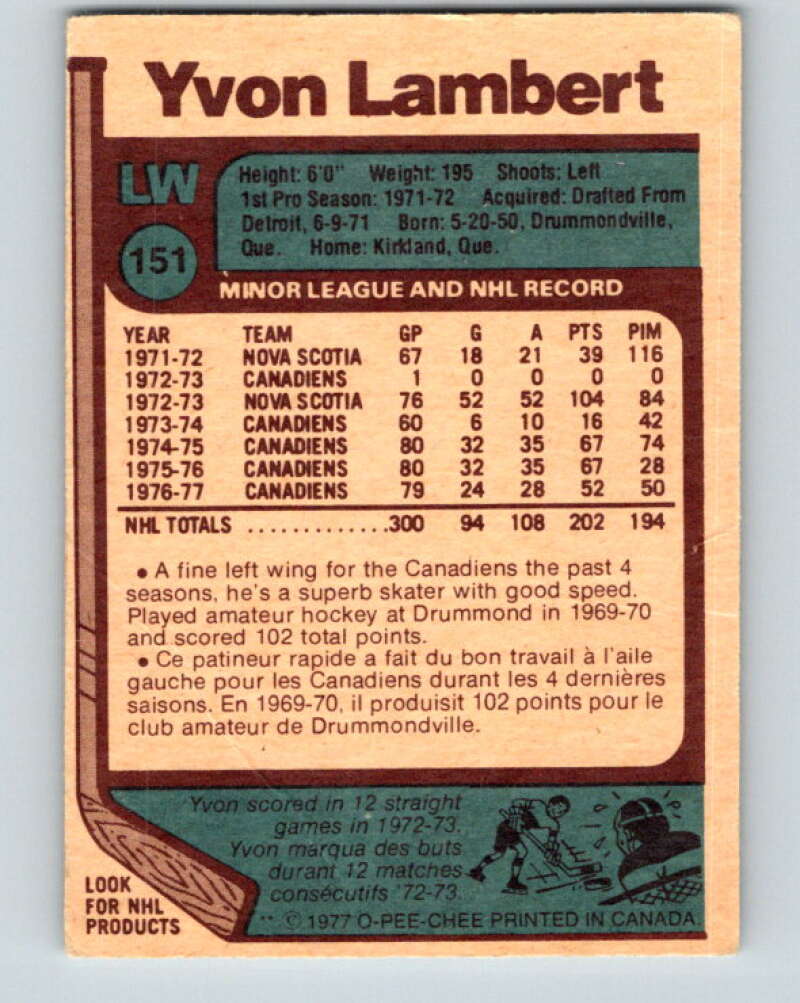 Yvon Lambert
LW
151
Height: 6'0" Weight: 195 Shoots: Left
1st Pro Season: 1971-72 Acquired: Drafted From
Detroit, 6-9-71 Born: 5-20-50, Drummondville,
Que. Home: Kirkland, Que.
MINOR LEAGUE AND NHL RECORD
YEAR TEAM GP G A PTS PIM
1971-72 NOVA SCOTIA 67 18 21 39 116
1972-73 CANADIENS 1 0 0 0 0
1972-73 NOVA SCOTIA 76 52 52 104 84
1973-74 CANADIENS 60 6 10 16 42
1974-75 CANADIENS 80 32 35 67 74
1975-76 CANADIENS 80 32 35 67 28
1976-77 CANADIENS 79 24 28 52 50
NHL TOTALS .............300 94 108 202 194
• A fine left wing for the Canadiens the past 4
seasons, he's a superb skater with good speed.
Played amateur hockey at Drummond in 1969-70
and scored 102 total points.
• Ce patineur rapide a fait du bon travail à l'aile
gauche pour les Canadiens durant les 4 dernières
saisons. En 1969-70, il produisit 102 points pour le
club amateur de Drummondville.
Yvon scored in 12 straight
games in 1972-73.
Yvon marqua des buts
durant 12 matches
consécutifs '72-73.
LOOK
FOR NHL
PRODUCTS
** © 1977 O-PEE-CHEE PRINTED IN CANADA